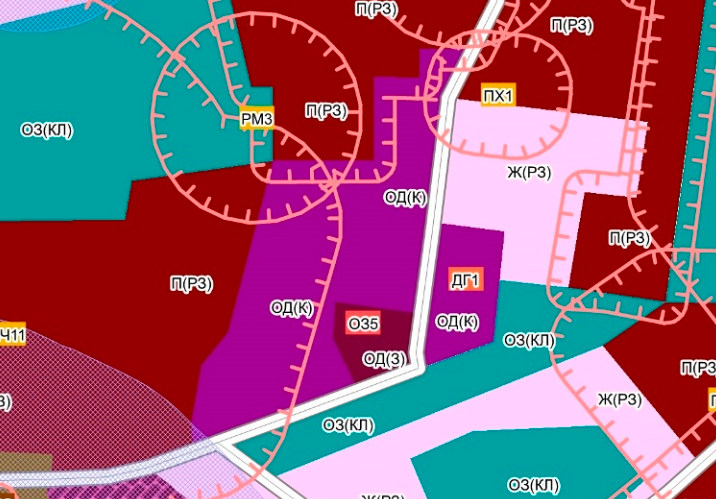 П(РЗ)
П(РЗ)
ПХ1
П(РЗ)
РМ3
ОЗ(КЛ)
Ж(РЗ)
ОД(К)
П(РЗ)
ДГ1
П(РЗ)
ОД(К)
О35
ОД(К)
Ч11
ОЗ(КЛ)
ОД(З)
П(РЗ)
Ж(РЗ)
З)
ОЗ(КЛ)
ОЗ(КЛ)